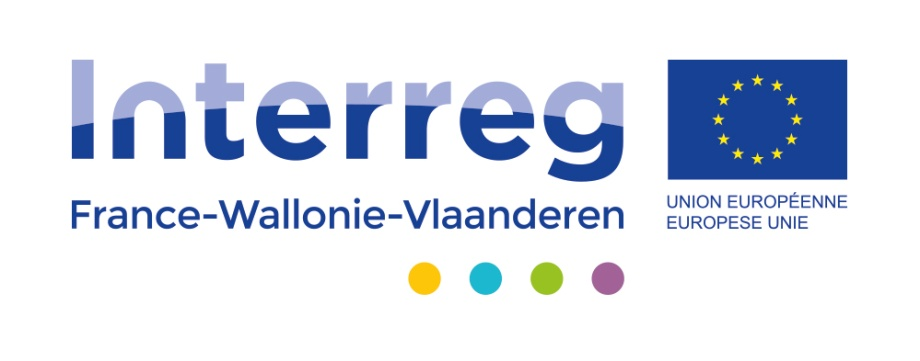 Interreg
France-Wallonie-Vlaanderen
UNION EUROPÉENNE
EUROPESE UNIE